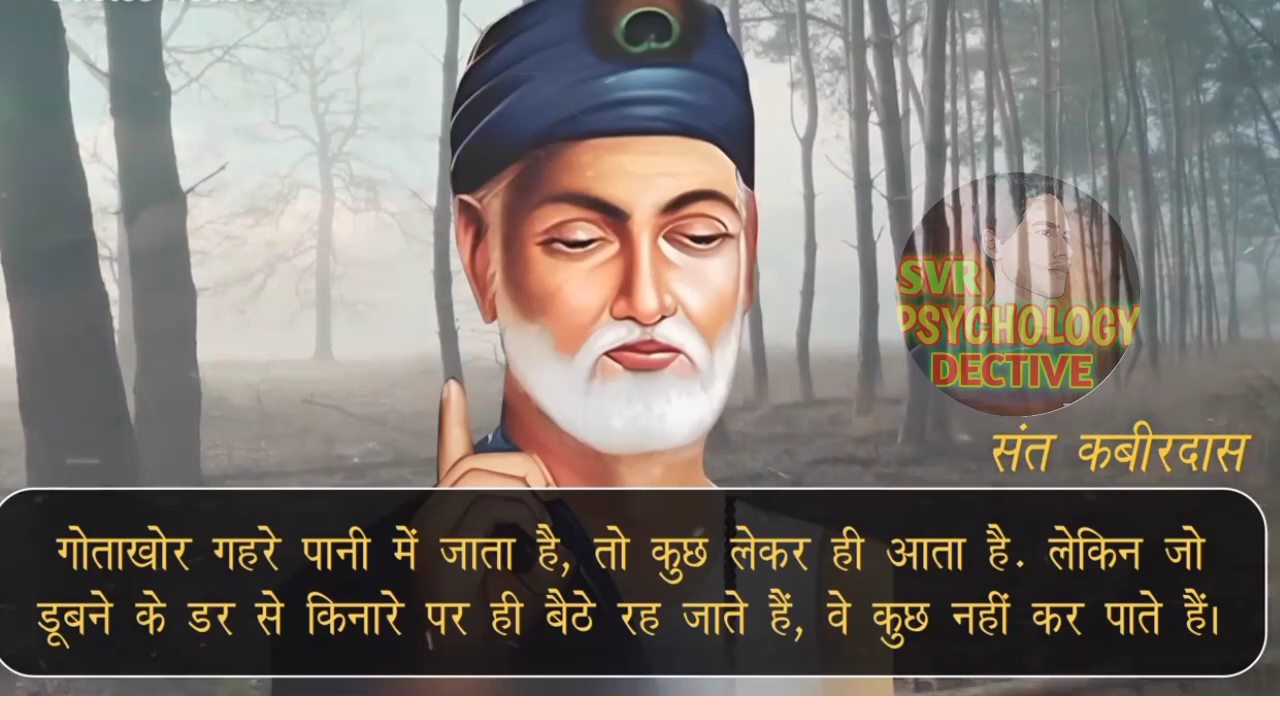 SVR
PSYCHOLOGY
DECTIVE
संत कबीरदास
गोताखोर गहरे पानी में जाता है, तो कुछ लेकर ही आता है. लेकिन जो
डूबने के डर से किनारे पर ही बैठे रह जाते हैं, वे कुछ नहीं कर पाते हैं।